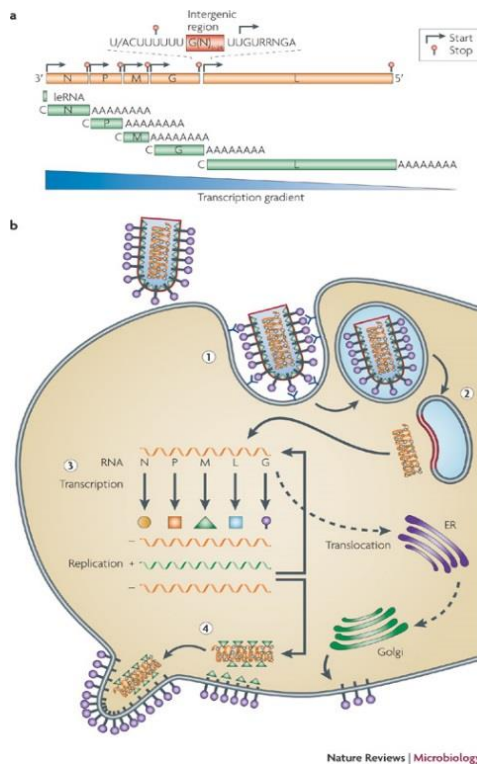 a
Intergenic
region
U/ACUUUUUUU G(N) UUGURRNGA
Start
Stop
3' N P M G L 5'
leRNA
C N AAAAAAAA
C P AAAAAAAA
C M AAAAAAAA
C G AAAAAAAA
C L AAAAAAAA
Transcription gradient
b
1
2
3
RNA N P M L G
Transcription
ER
Translocation
−
Replication +
−
4
Golgi
Nature Reviews | Microbiology